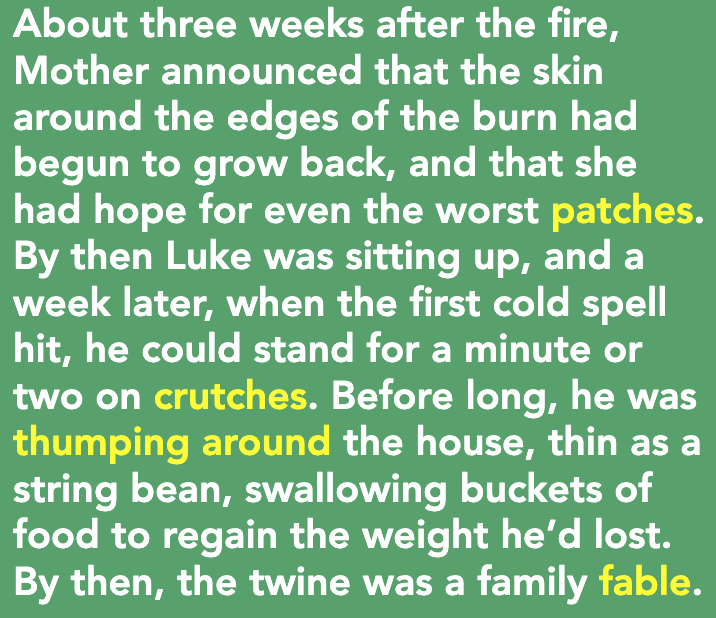 About three weeks after the fire,
Mother announced that the skin
around the edges of the burn had
begun to grow back, and that she
had hope for even the worst patches.
By then Luke was sitting up, and a
week later, when the first cold spell
hit, he could stand for a minute or
two on crutches. Before long, he was
thumping around the house, thin as a
string bean, swallowing buckets of
food to regain the weight he’d lost.
By then, the twine was a family fable.